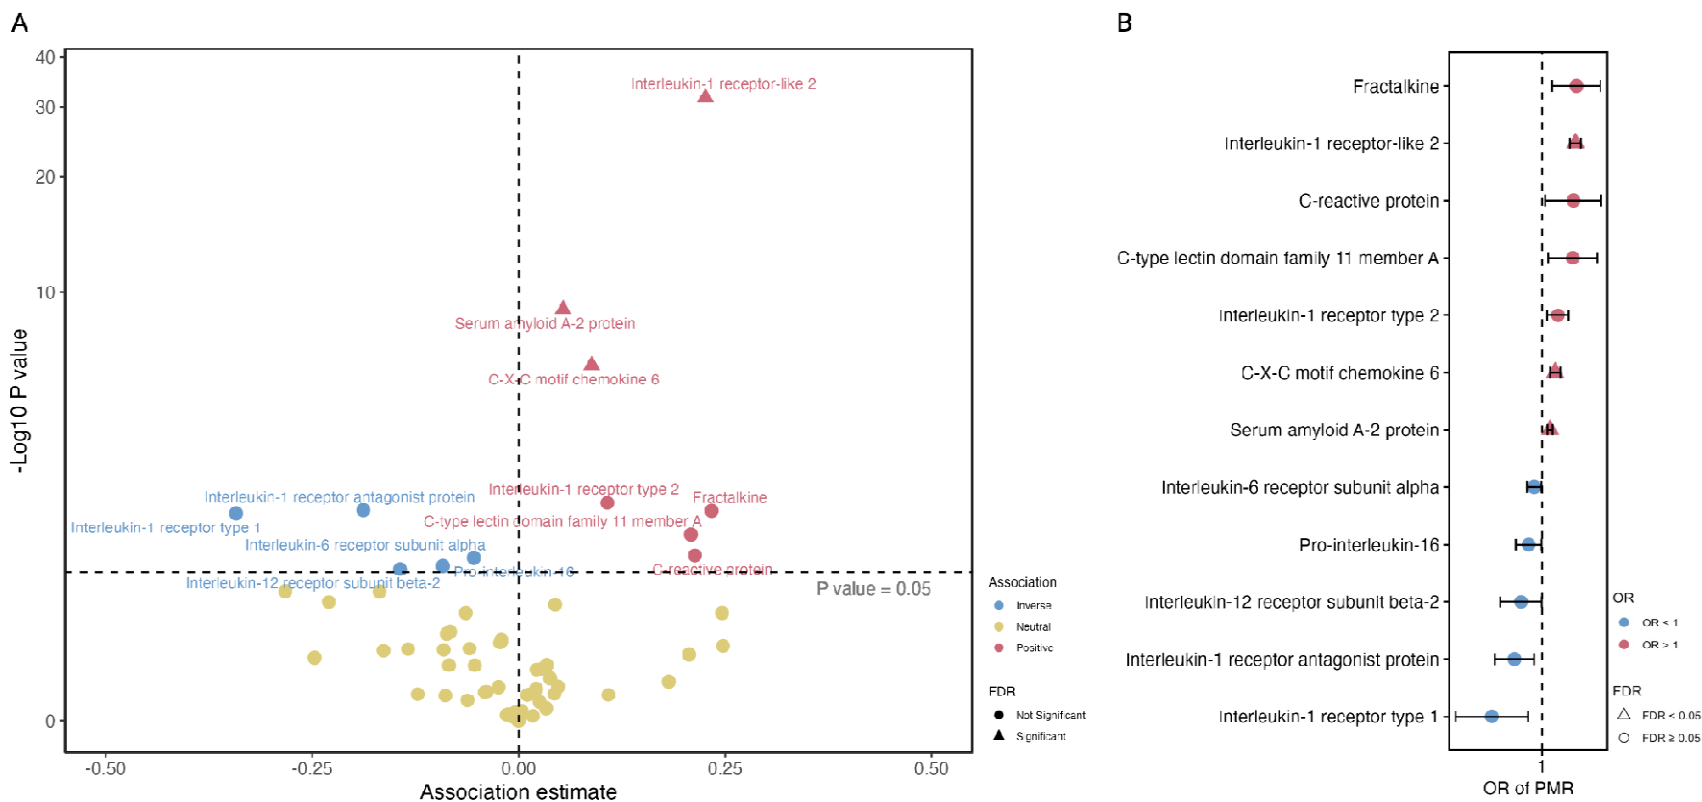 A
-Log10 P value
40
30
20
10
0
Interleukin-1 receptor-like 2
Serum amyloid A-2 protein
C-X-C motif chemokine 6
Interleukin-1 receptor type 2
Interleukin-1 receptor antagonist protein
Fractalkine
Interleukin-1 receptor type 1
C-type lectin domain family 11 member A
Interleukin-6 receptor subunit alpha
C-reactive protein
Pro-interleukin-16
Interleukin-12 receptor subunit beta-2
P value = 0.05
-0.50
-0.25
0.00
0.25
0.50
Association estimate
Association
Inverse
Neutral
Positive
FDR
Not Significant
Significant
B
Fractalkine
Interleukin-1 receptor-like 2
C-reactive protein
C-type lectin domain family 11 member A
Interleukin-1 receptor type 2
C-X-C motif chemokine 6
Serum amyloid A-2 protein
Interleukin-6 receptor subunit alpha
Pro-interleukin-16
Interleukin-12 receptor subunit beta-2
Interleukin-1 receptor antagonist protein
Interleukin-1 receptor type 1
1
OR of PMR
OR
OR < 1
OR > 1
FDR
FDR < 0.05
FDR ≥ 0.05